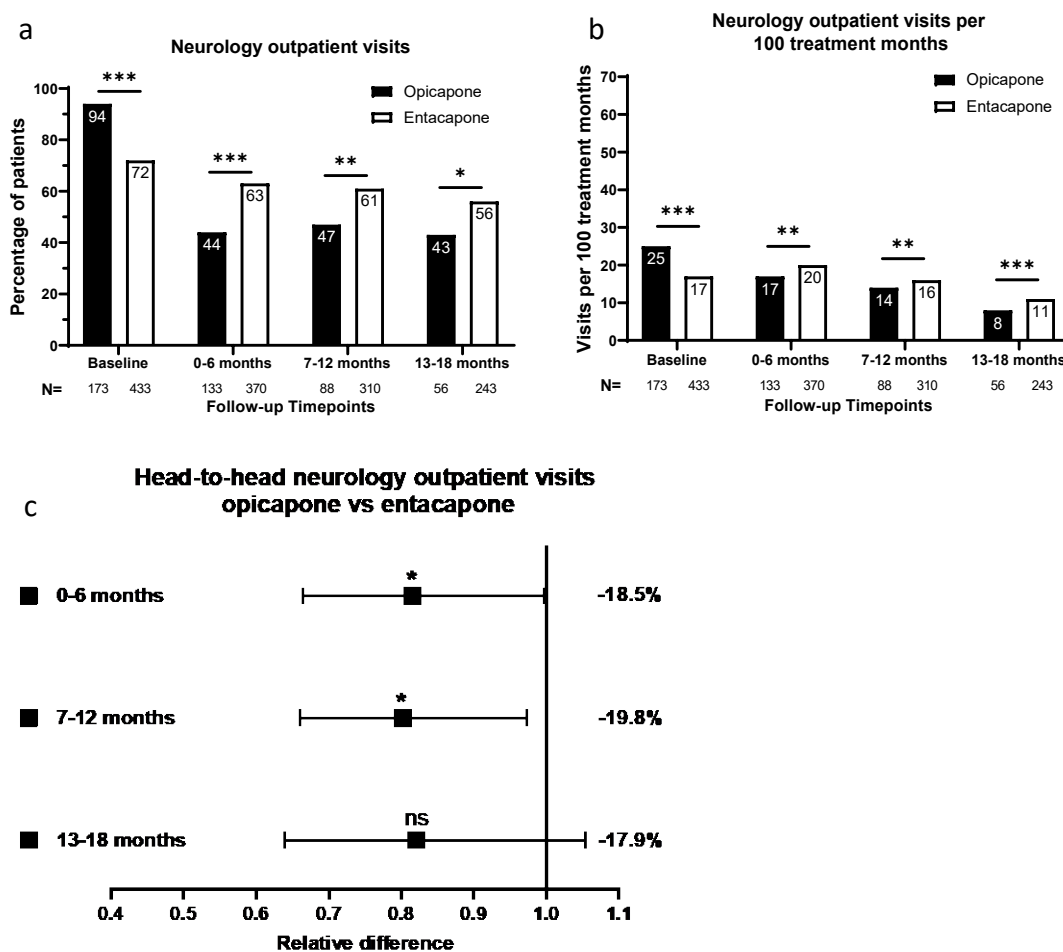 a
Neurology outpatient visits
Percentage of patients
100
80
60
40
20
0
Opicapone
Entacapone
***
94
72
***
44
63
**
47
61
*
43
56
Baseline 0-6 months 7-12 months 13-18 months
N= 173 433 133 370 88 310 56 243
Follow-up Timepoints
b
Neurology outpatient visits per
100 treatment months
Visits per 100 treatment months
70
60
50
40
30
20
10
0
Opicapone
Entacapone
***
25
17
**
17
20
**
14
16
***
8
11
Baseline 0-6 months 7-12 months 13-18 months
N= 173 433 133 370 88 310 56 243
Follow-up Timepoints
Head-to-head neurology outpatient visits
opicapone vs entacapone
c
*
0-6 months -18.5%
*
7-12 months -19.8%
ns
13-18 months -17.9%
0.4 0.5 0.6 0.7 0.8 0.9 1.0 1.1
Relative difference